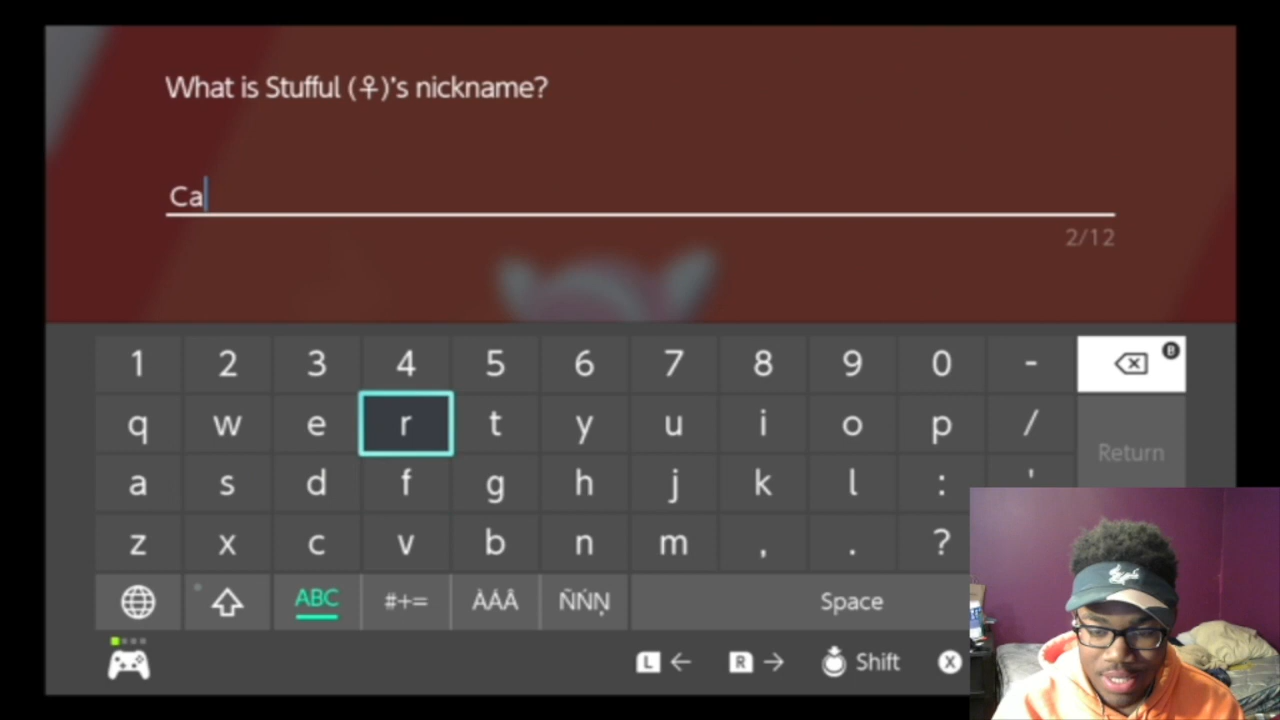 What is Stufful (♀)'s nickname?
Ca
2/12
1 2 3 4 5 6 7 8 9 0 -
B
q w e r t y u i o p /
Return
a s d f g h j k l : '
z x c v b n m , . ?
ABC #+= ÀÁÂ ÑŃŅ Space
L ← R → Shift X